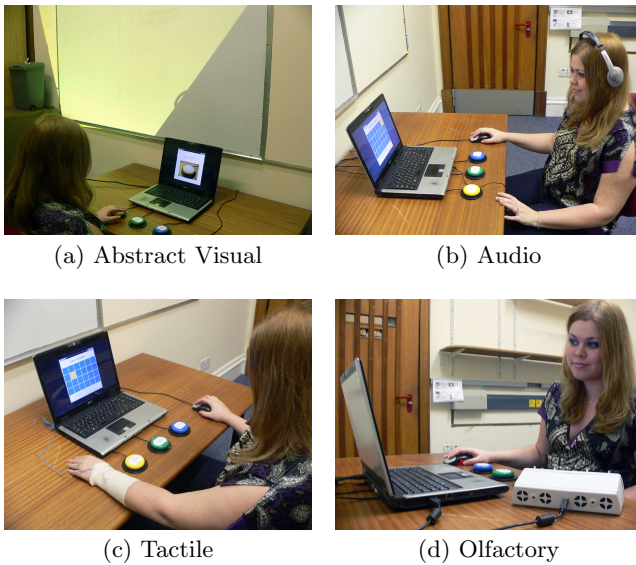 (a) Abstract Visual
(b) Audio
(c) Tactile
(d) Olfactory